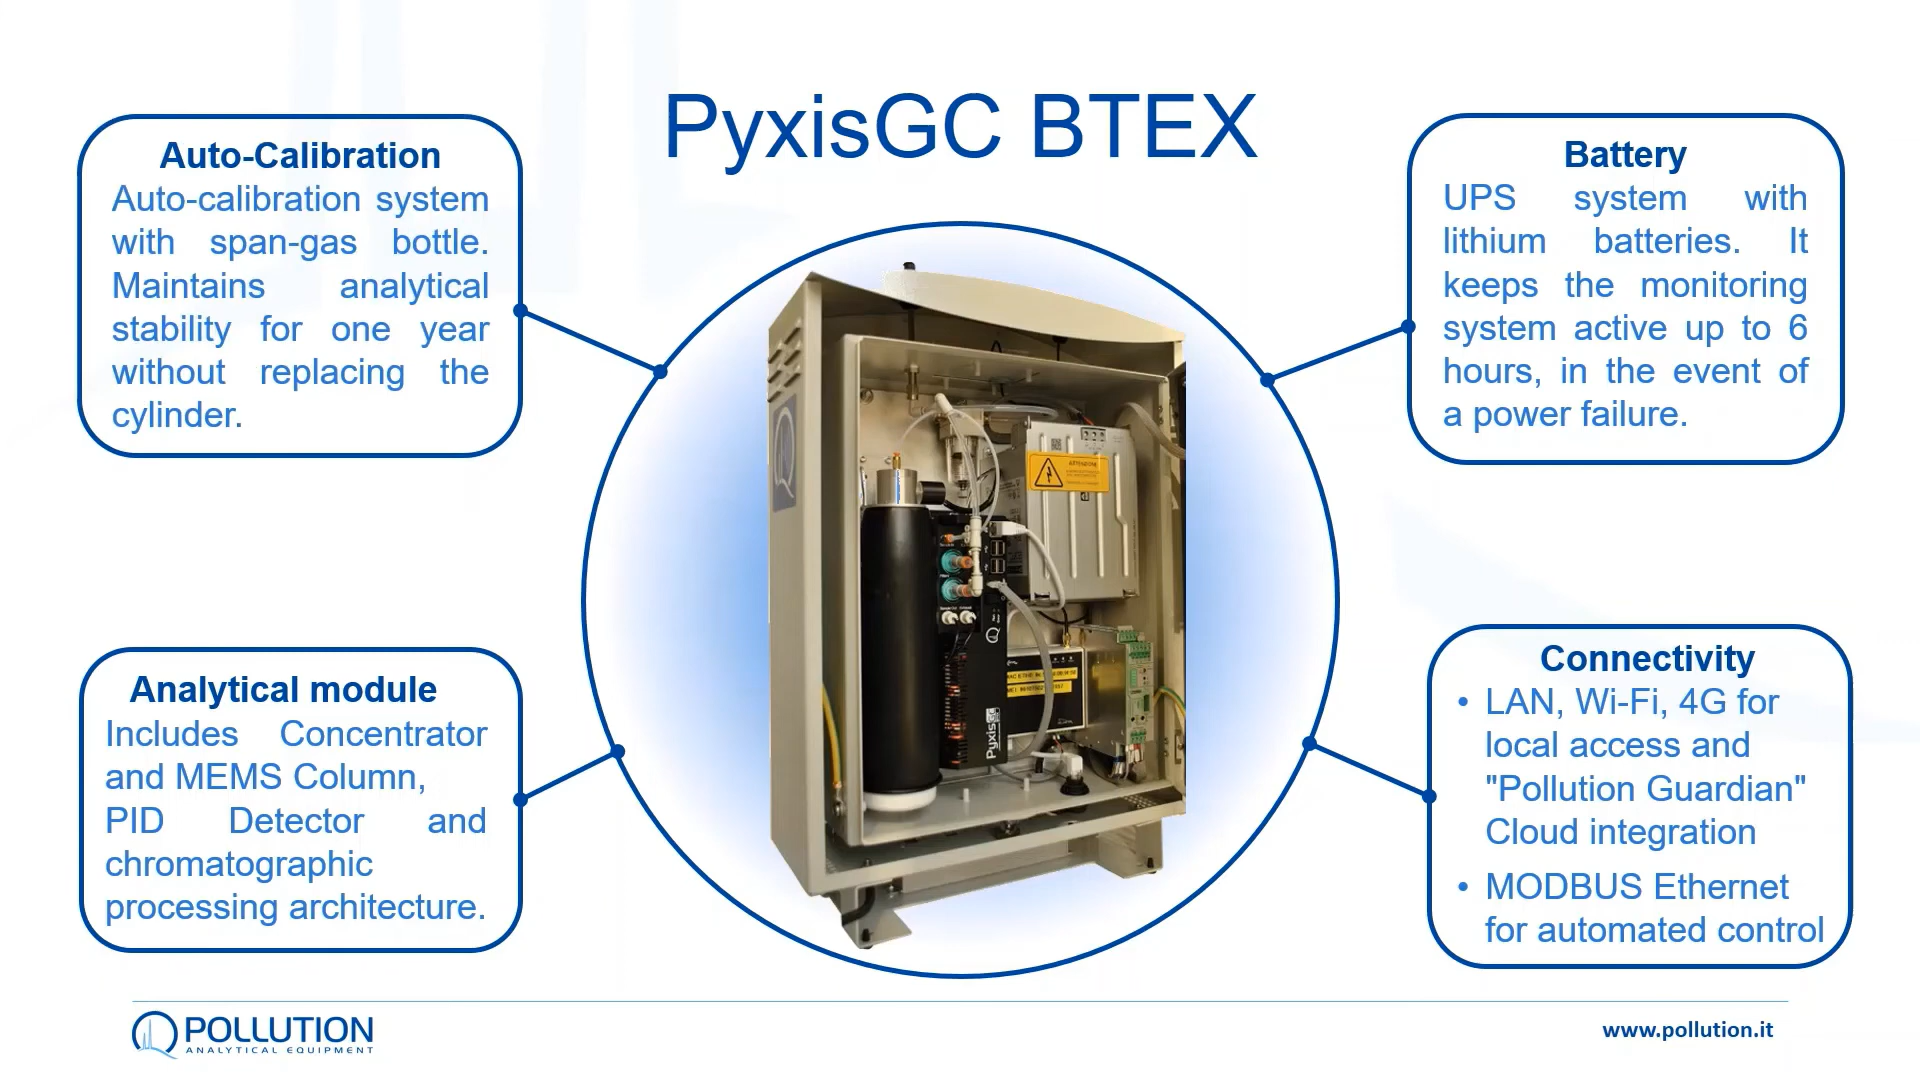 PyxisGC BTEX
Auto-Calibration
Auto-calibration system
with span-gas bottle.
Maintains analytical
stability for one year
without replacing the
cylinder.
Battery
UPS system with
lithium batteries. It
keeps the monitoring
system active up to 6
hours, in the event of
a power failure.
Analytical module
Includes Concentrator
and MEMS Column,
PID Detector and
chromatographic
processing architecture.
Connectivity
• LAN, Wi-Fi, 4G for
local access and
"Pollution Guardian"
Cloud integration
• MODBUS Ethernet
for automated control
ATTENZIONE
PyxisGC
POLLUTION
ANALYTICAL EQUIPMENT
www.pollution.it